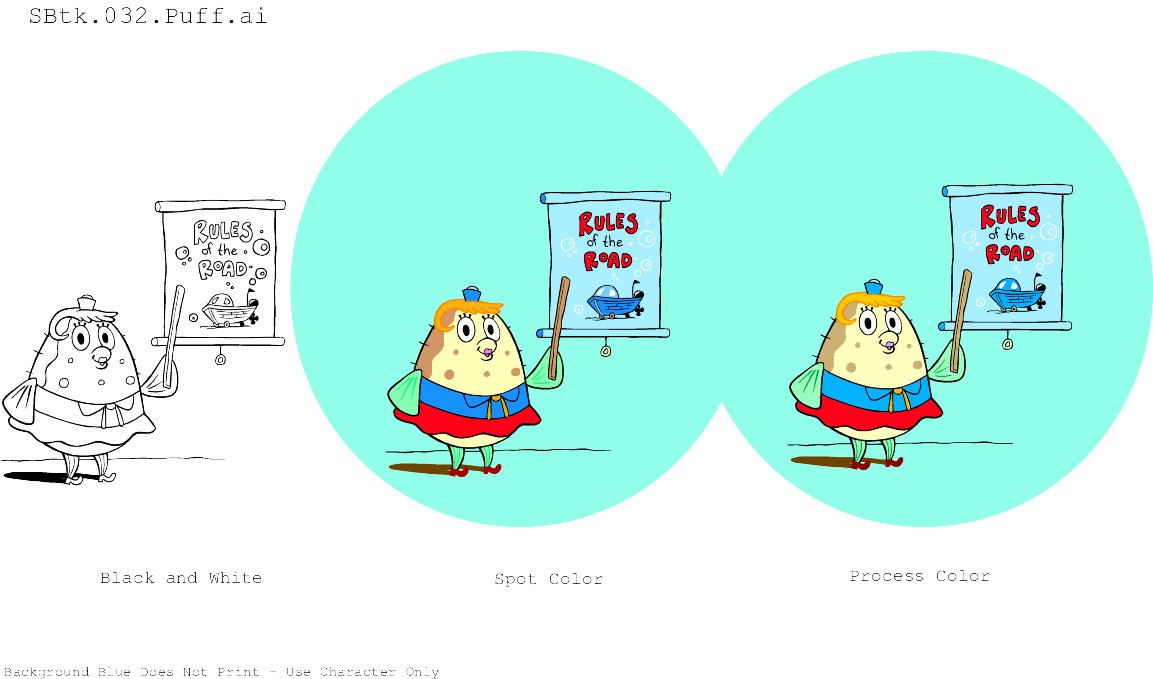 SBtk.032.Puff.ai
RULES
of the
ROAD
RULES
of the
ROAD
RULES
of the
ROAD
Black and White
Spot Color
Process Color
Background Blue Does Not Print - Use Character Only